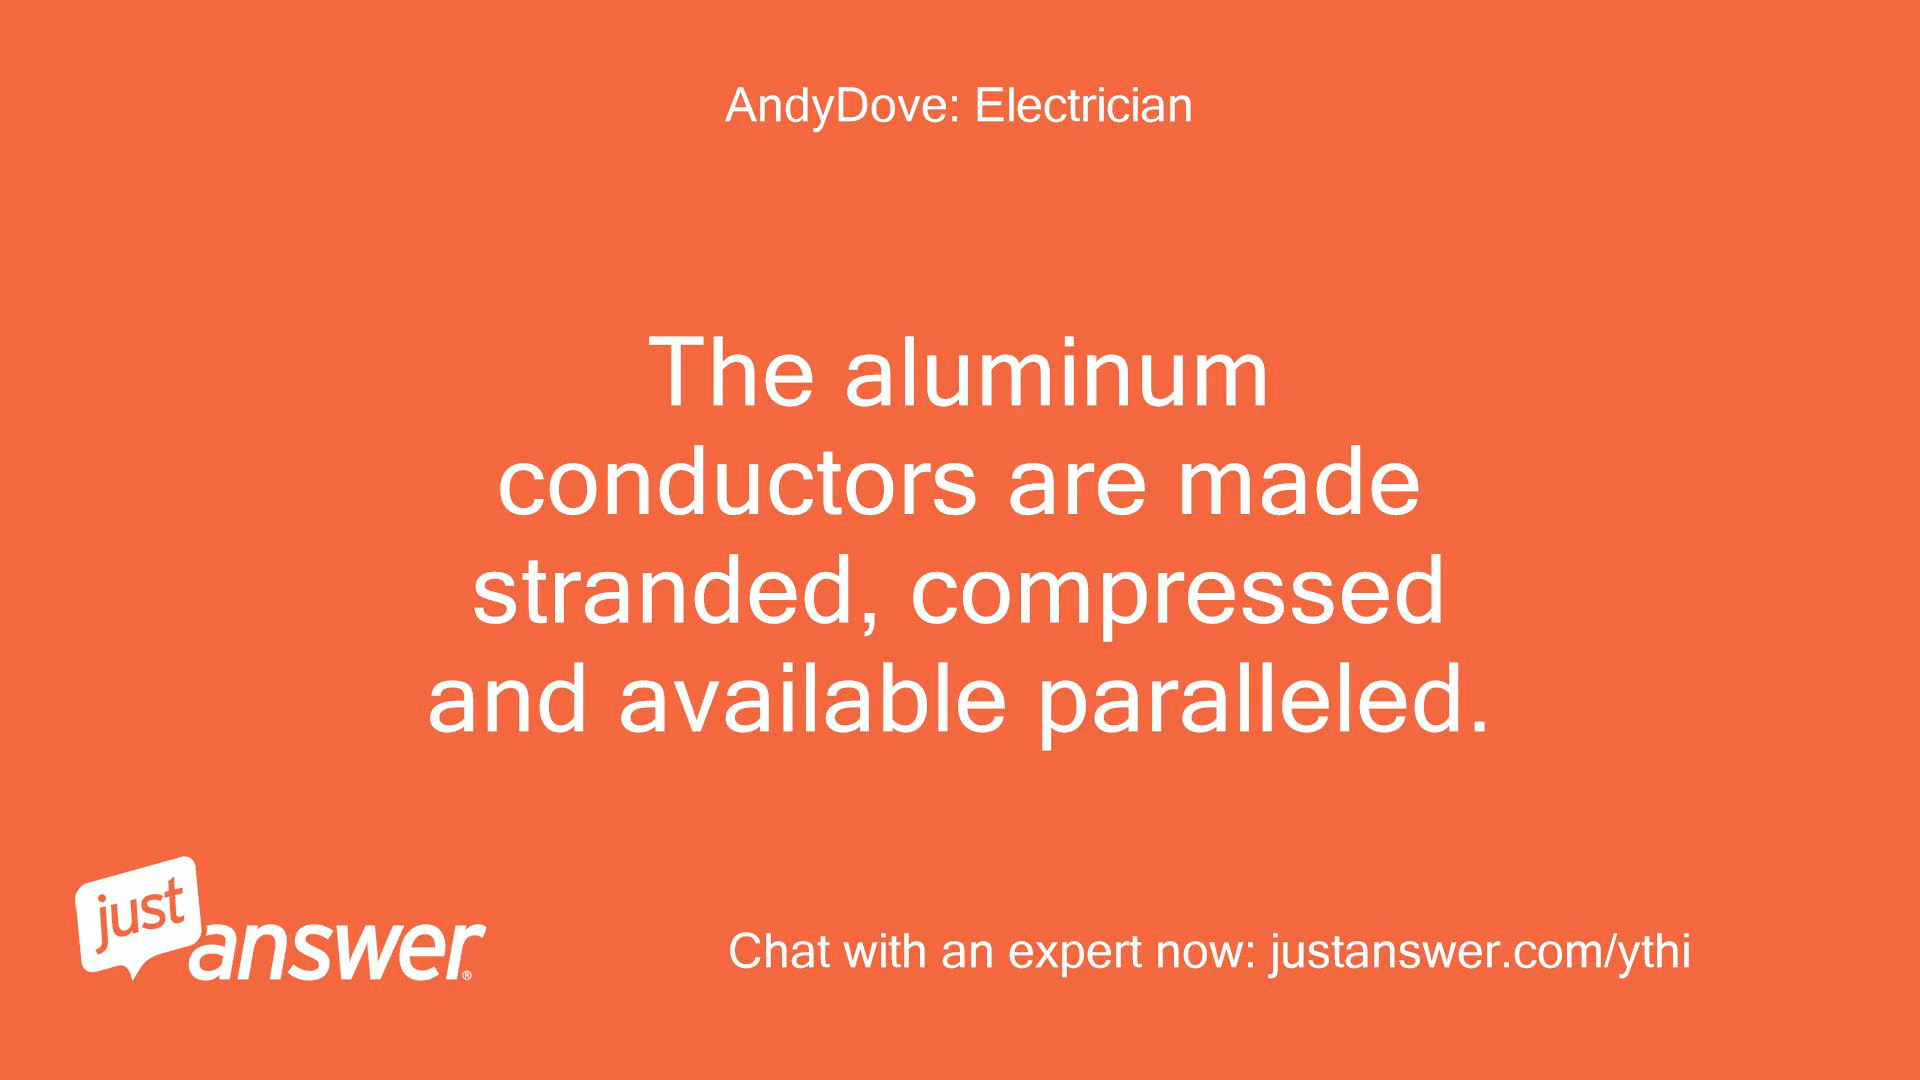 AndyDove: Electrician
The aluminum
conductors are made
stranded, compressed
and available paralleled.
just
answer®
Chat with an expert now: justanswer.com/ythi